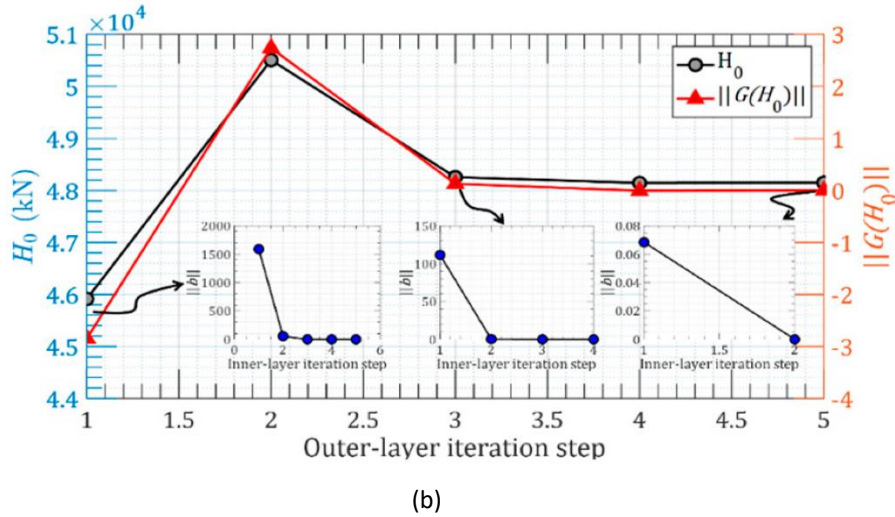 ×10⁴
5.1
5
4.9
4.8
4.7
4.6
4.5
4.4
H₀ (kN)
3
2
1
0
-1
-2
-3
-4
||G(H₀)||
H₀
||G(H₀)||
2000
1500
1000
500
0
||b||
0 2 4 6
Inner-layer iteration step
150
100
50
0
||b||
1 2 3 4
Inner-layer iteration step
0.08
0.06
0.04
0.02
0
||b||
1 1.5 2
Inner-layer iteration step
1 1.5 2 2.5 3 3.5 4 4.5 5
Outer-layer iteration step
(b)